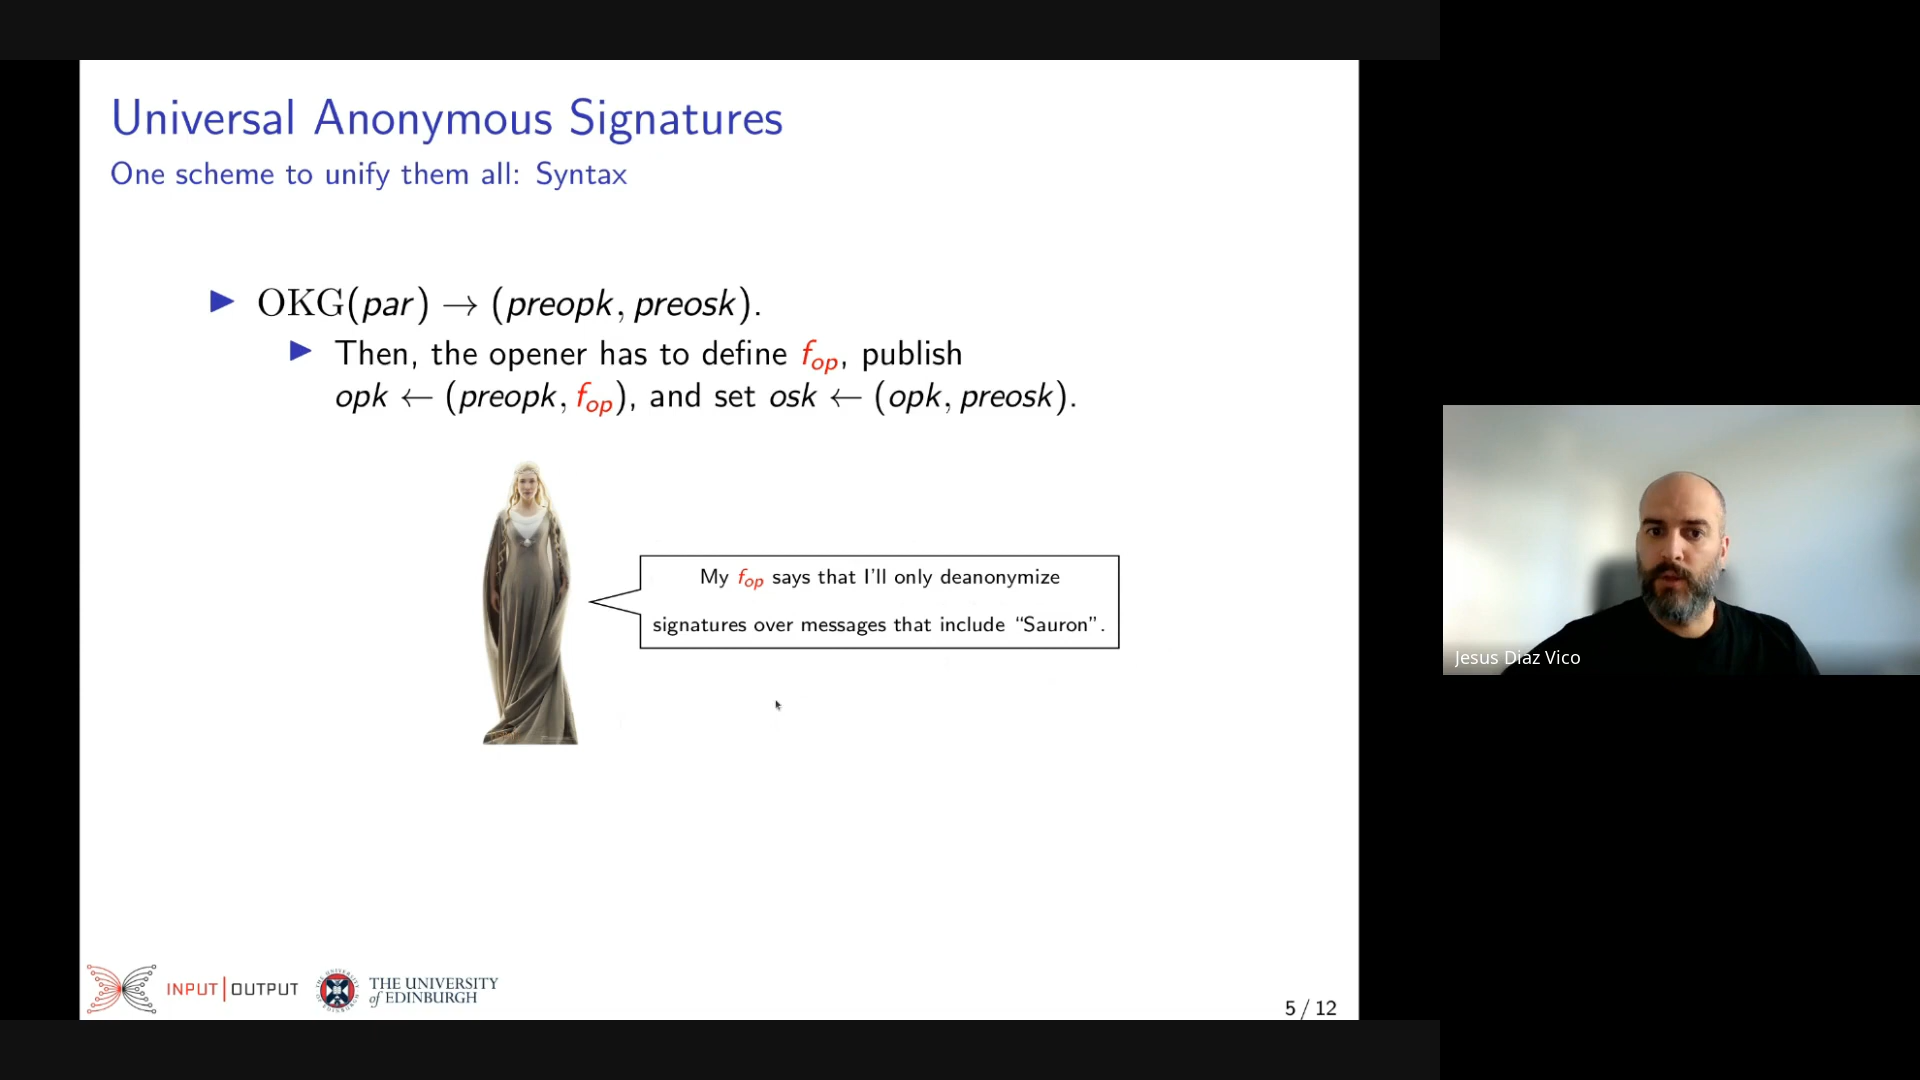 Universal Anonymous Signatures
One scheme to unify them all: Syntax
▶ OKG(par) → (preopk, preosk).
▶ Then, the opener has to define f_op, publish
opk ← (preopk, f_op), and set osk ← (opk, preosk).
My f_op says that I'll only deanonymize
signatures over messages that include “Sauron”.
Jesus Diaz Vico
INPUT|OUTPUT
THE UNIVERSITY
of EDINBURGH
5 / 12